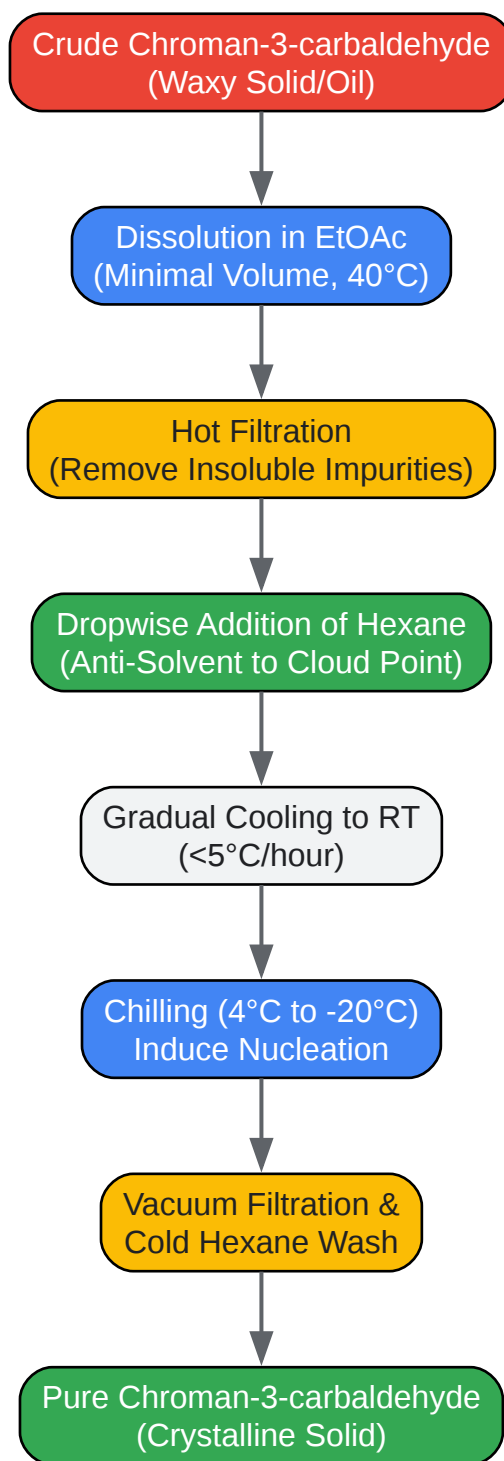 Crude Chroman-3-carbaldehyde
(Waxy Solid/Oil)
Dissolution in EtOAc
(Minimal Volume, 40°C)
Hot Filtration
(Remove Insoluble Impurities)
Dropwise Addition of Hexane
(Anti-Solvent to Cloud Point)
Gradual Cooling to RT
(<5°C/hour)
Chilling (4°C to -20°C)
Induce Nucleation
Vacuum Filtration &
Cold Hexane Wash
Pure Chroman-3-carbaldehyde
(Crystalline Solid)